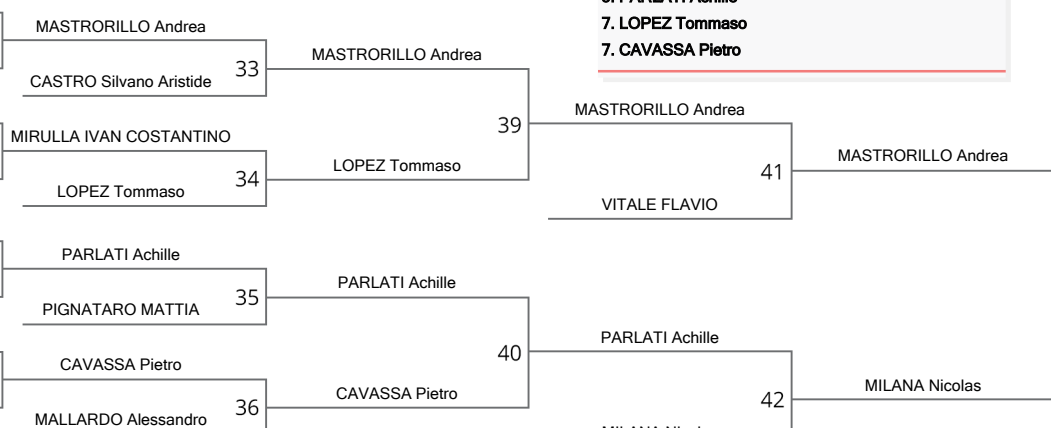 7. LOPEZ Tommaso
7. CAVASSA Pietro
MASTRORILLO Andrea
33
CASTRO Silvano Aristide
MIRULLA IVAN COSTANTINO
34
LOPEZ Tommaso
PARLATI Achille
35
PIGNATARO MATTIA
CAVASSA Pietro
36
MALLARDO Alessandro
MASTRORILLO Andrea
39
LOPEZ Tommaso
PARLATI Achille
40
CAVASSA Pietro
MASTRORILLO Andrea
41
VITALE FLAVIO
PARLATI Achille
42
MASTRORILLO Andrea
MILANA Nicolas